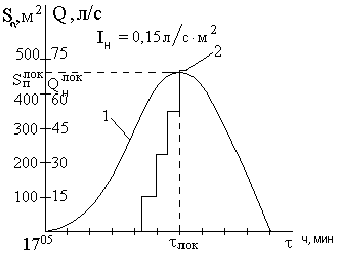 Sп,м² Q,л/с
Iн = 0,15л/с·м²
500 75
Sп лок Qн лок
400 60
300 45
200 30
100 15
1
2
17⁰⁵ τлок τ ч, мин